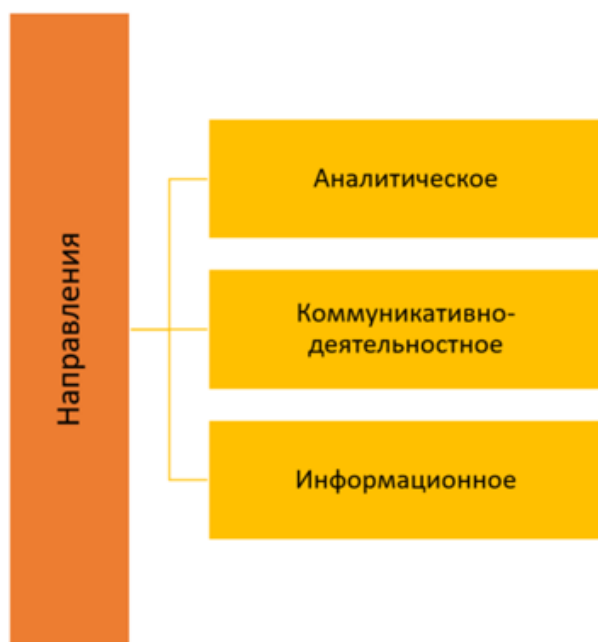 Направления
Аналитическое
Коммуникативно-
деятельностное
Информационное